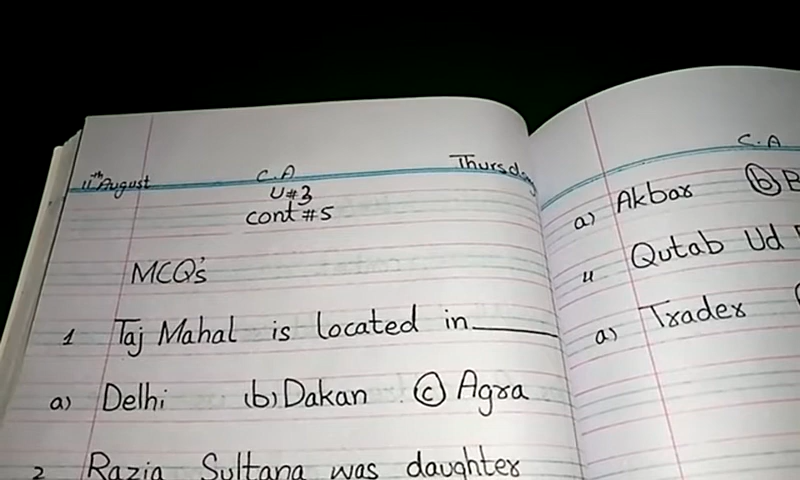 11th August C.A Thursday
U#3
cont #5
MCQ's
1 Taj Mahal is located in
a) Delhi (b) Dakan (c) Agra
2 Razia Sultana was daughter
C.A
a) Akbar (b) B
4 Qutab Ud
a) Trader